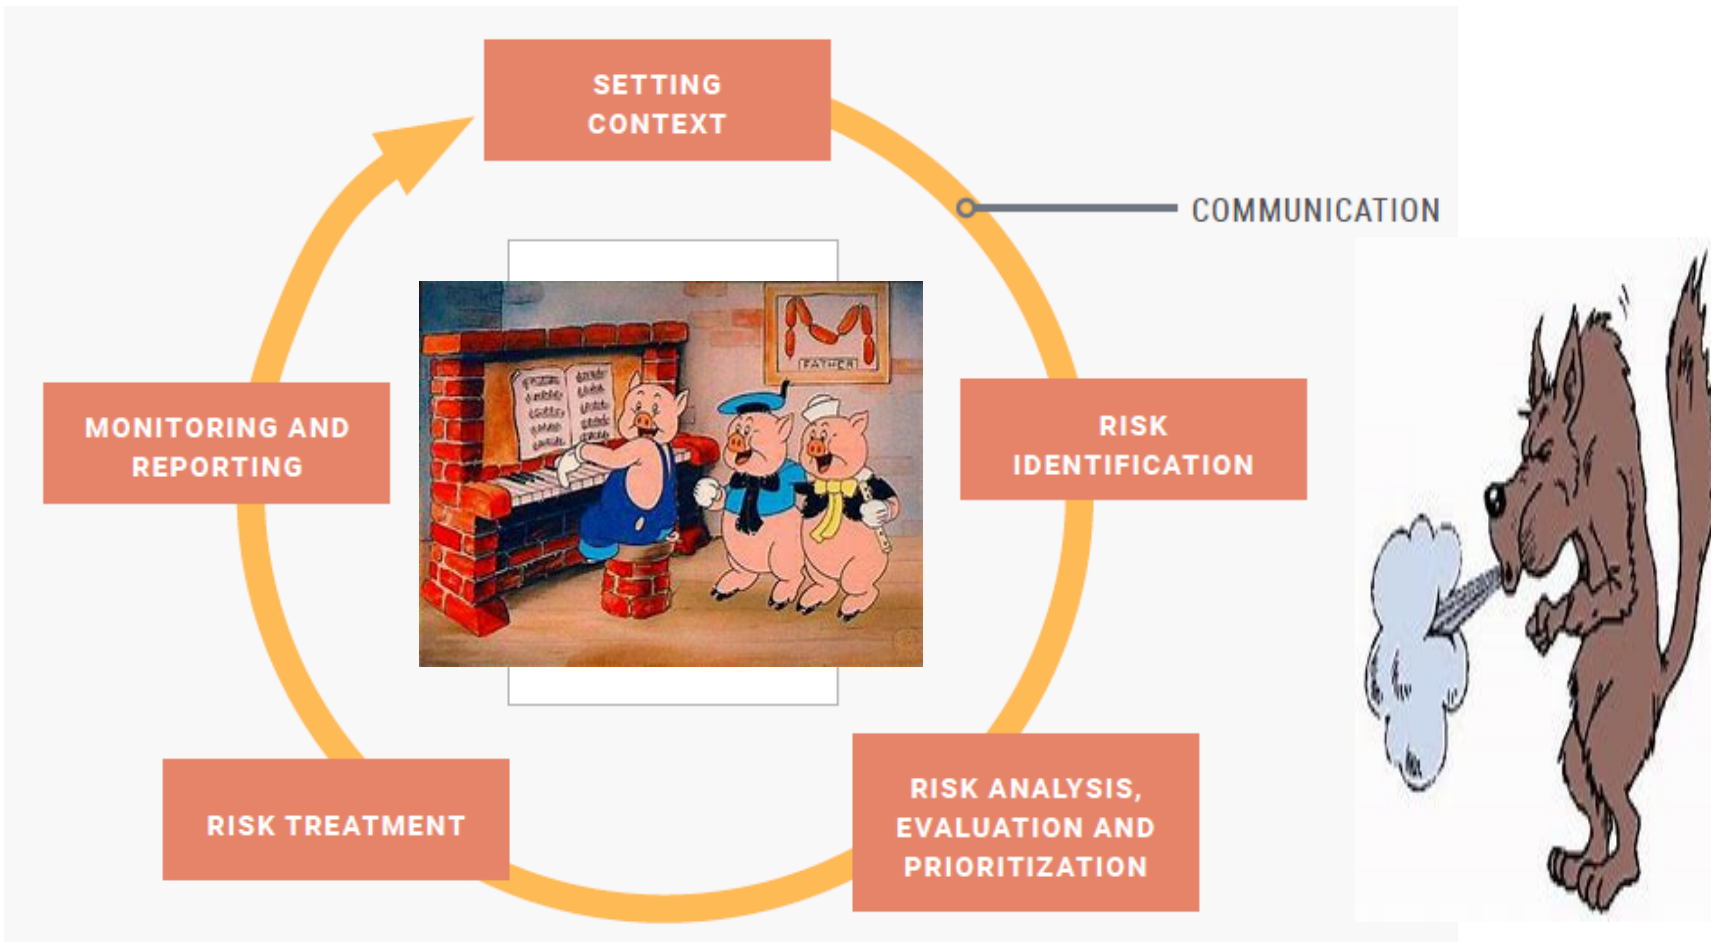 SETTING
CONTEXT
COMMUNICATION
FATHER
MONITORING AND
REPORTING
RISK
IDENTIFICATION
RISK TREATMENT
RISK ANALYSIS,
EVALUATION AND
PRIORITIZATION